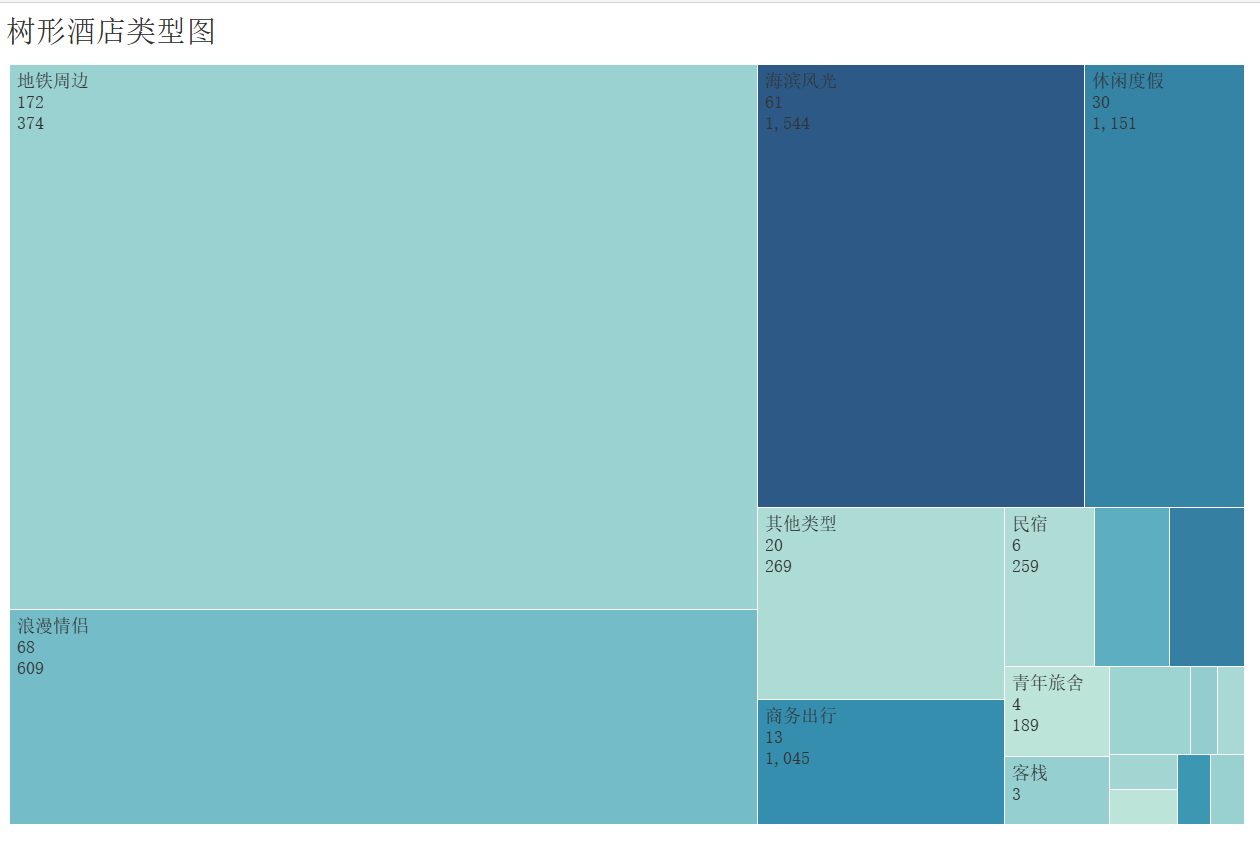 树形酒店类型图
地铁周边
172
374
海滨风光
61
1,544
休闲度假
30
1,151
浪漫情侣
68
609
其他类型
20
269
民宿
6
259
商务出行
13
1,045
青年旅舍
4
189
客栈
3